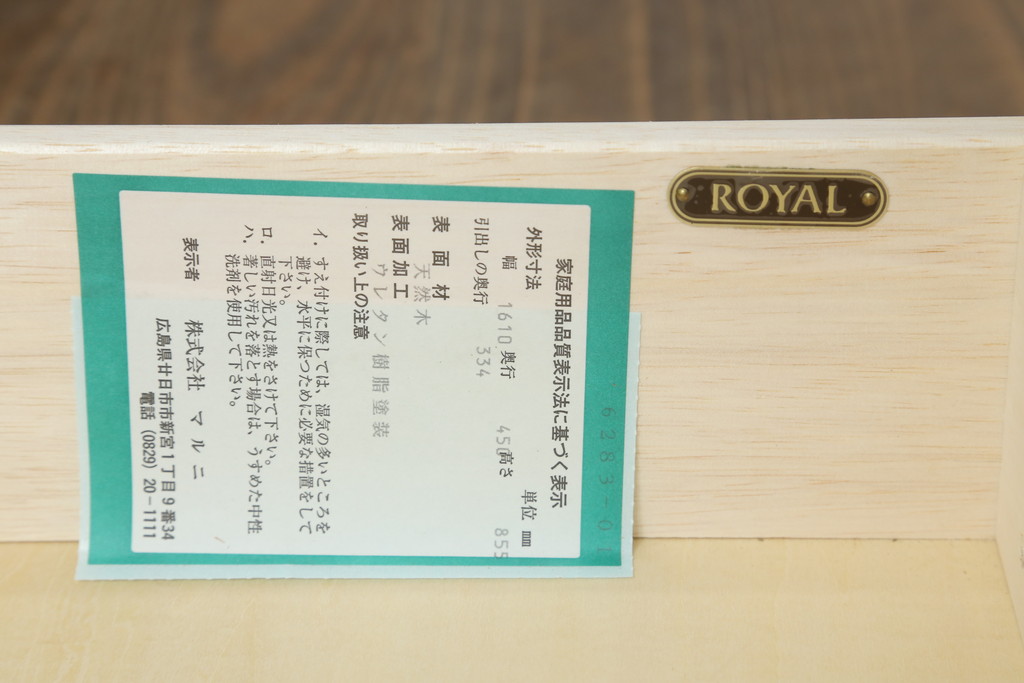 ROYAL
6383-01
家庭用品品質表示法に基づく表示
単位 mm
外形寸法
幅 1610 奥行 450 高さ 855
引出しの奥行 334
表面材 天然木
表面加工 ウレタン樹脂塗装
取り扱い上の注意
イ．すえ付けに際しては、湿気の多いところを
避け、水平に保つために必要な措置をして
下さい。
ロ．直射日光又は熱をさけて下さい。
ハ．著しい汚れを落とす場合は、うすめた中性
洗剤を使用して下さい。
表示者 株式会社 マルニ
広島県廿日市市新宮1丁目9番34
電話 (0829) 20-1111